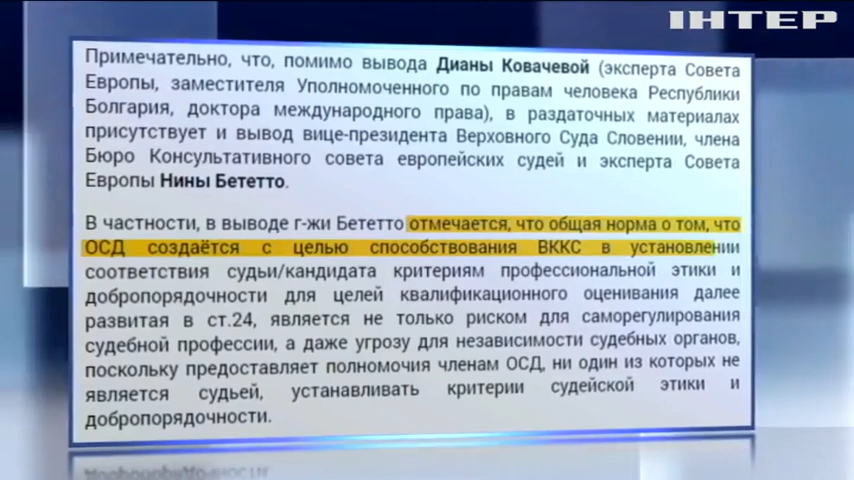 ІНТЕР
Примечательно, что, помимо вывода Дианы Ковачевой (эксперта Совета
Европы, заместителя Уполномоченного по правам человека Республики
Болгария, доктора международного права), в раздаточных материалах
присутствует и вывод вице-президента Верховного Суда Словении, члена
Бюро Консультативного совета европейских судей и эксперта Совета
Европы Нины Бететто.
В частности, в выводе г-жи Бететто отмечается, что общая норма о том, что
ОСД создаётся с целью способствования ВККС в установлении
соответствия судьи/кандидата критериям профессиональной этики и
добропорядочности для целей квалификационного оценивания далее
развитая в ст.24, является не только риском для саморегулирования
судебной профессии, а даже угрозу для независимости судебных органов,
поскольку предоставляет полномочия членам ОСД, ни один из которых не
является судьей, устанавливать критерии судейской этики и
добропорядочности.